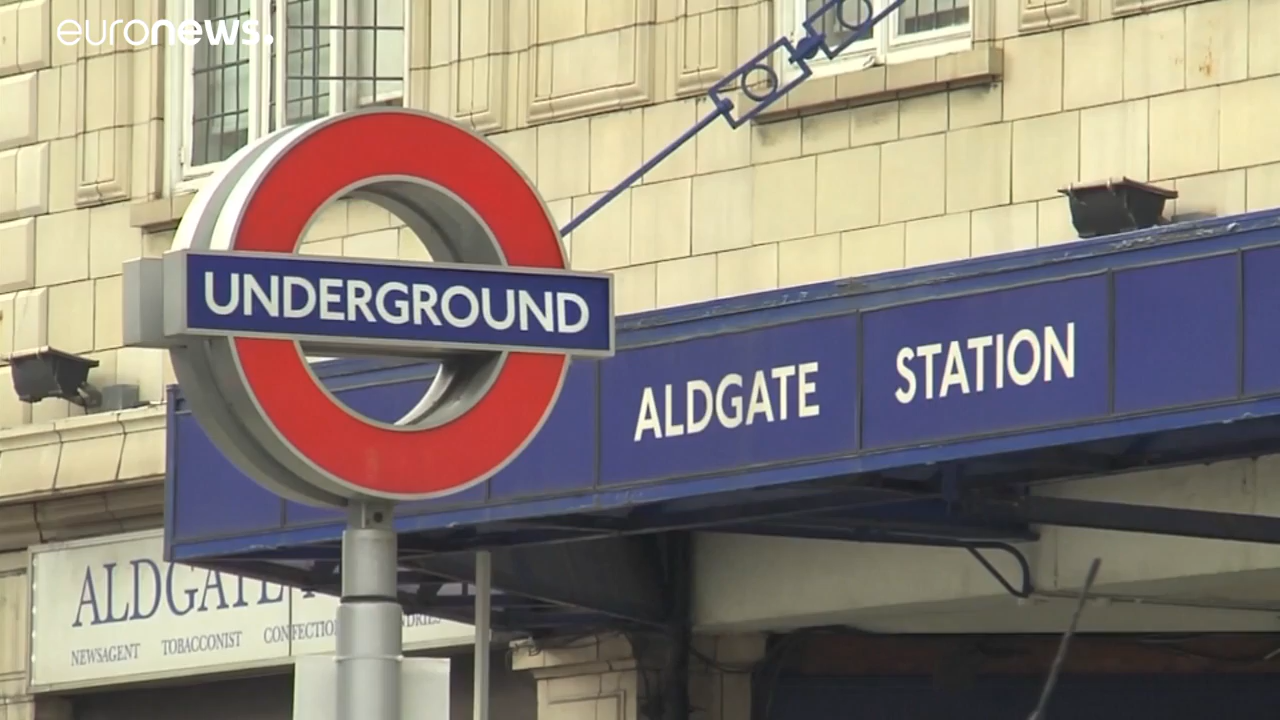 euronews.
UNDERGROUND
ALDGATE STATION
ALDGATE
NEWSAGENT TOBACCONIST